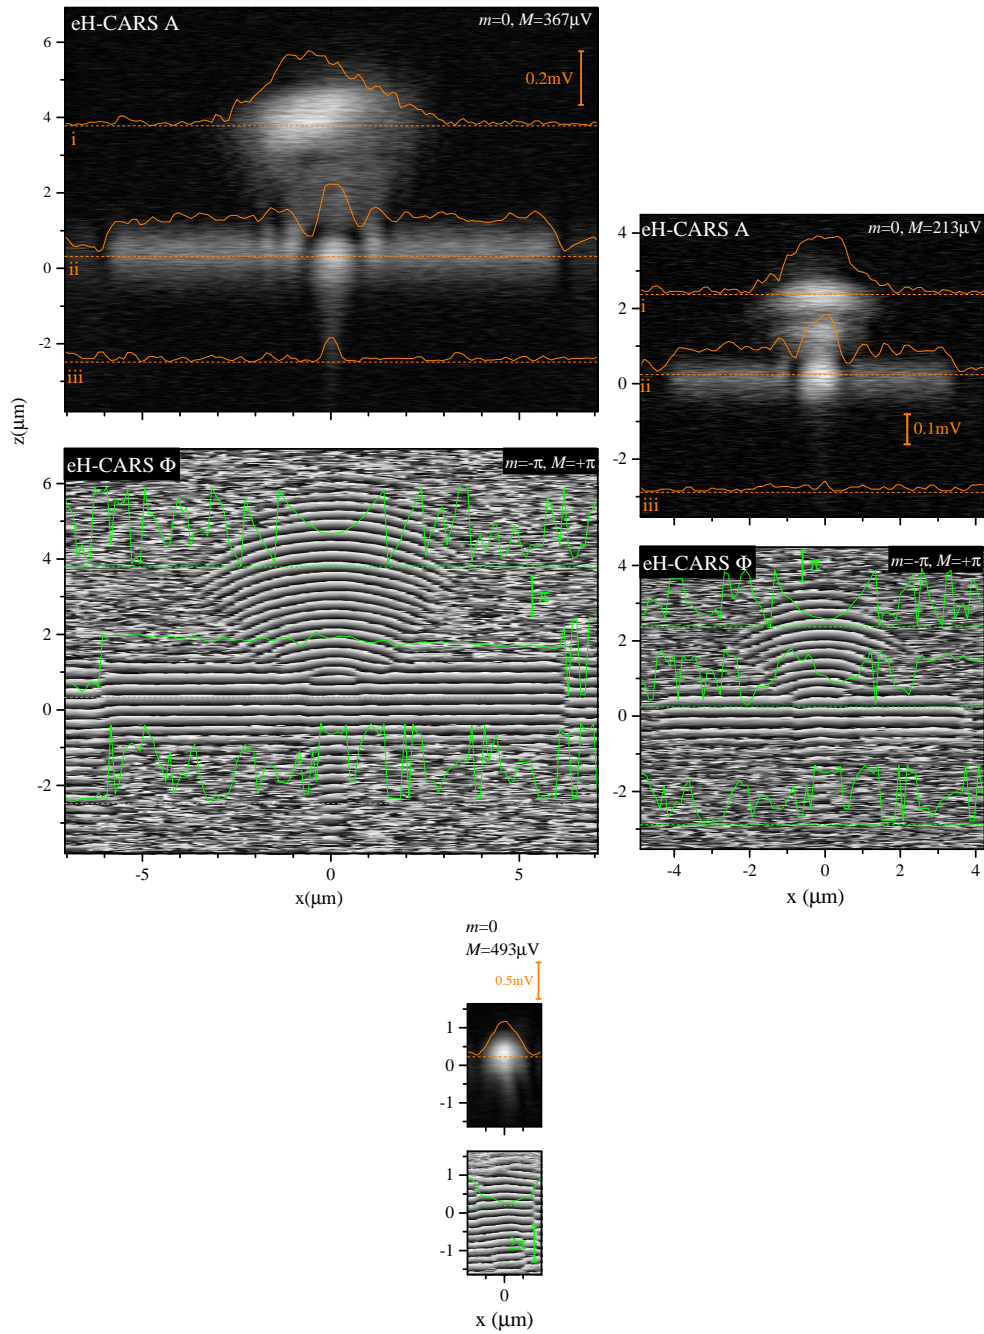 eH-CARS A
m=0, M=367μV
0.2mV
6
4
2
0
-2
i
ii
iii
z(μm)
eH-CARS A
m=0, M=213μV
4
2
0
-2
i
ii
iii
0.1mV
eH-CARS Φ
m=-π, M=+π
6
4
2
0
-2
π
-5
0
5
x(μm)
eH-CARS Φ
m=-π, M=+π
π
4
2
0
-2
-4
-2
0
2
4
x (μm)
m=0
M=493μV
0.5mV
1
0
-1
1
0
-1
2π
0
x (μm)